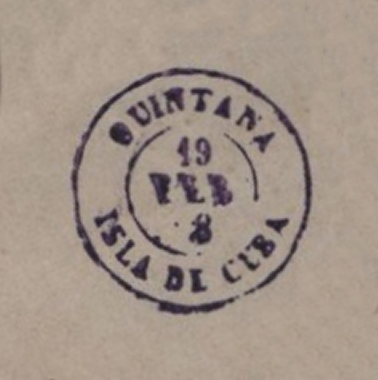 QUINTANA
19
FEB
8
ISLA DE CUBA